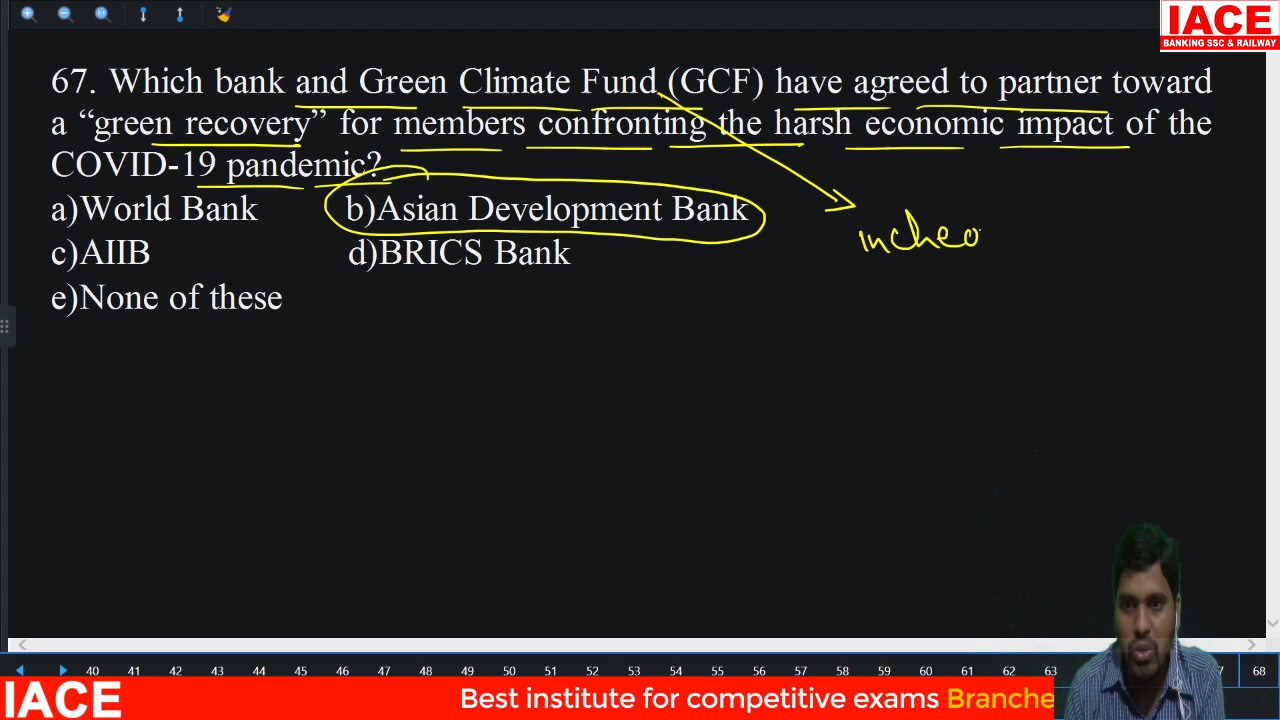 IACE
BANKING SSC & RAILWAY
67. Which bank and Green Climate Fund (GCF) have agreed to partner toward
a “green recovery” for members confronting the harsh economic impact of the
COVID-19 pandemic?
a)World Bank b)Asian Development Bank
incheo
c)AIIB d)BRICS Bank
e)None of these
40 41 42 43 44 45 46 47 48 49 50 51 52 53 54 55 56 57 58 59 60 61 62 63 68
IACE Best institute for competitive exams Branche